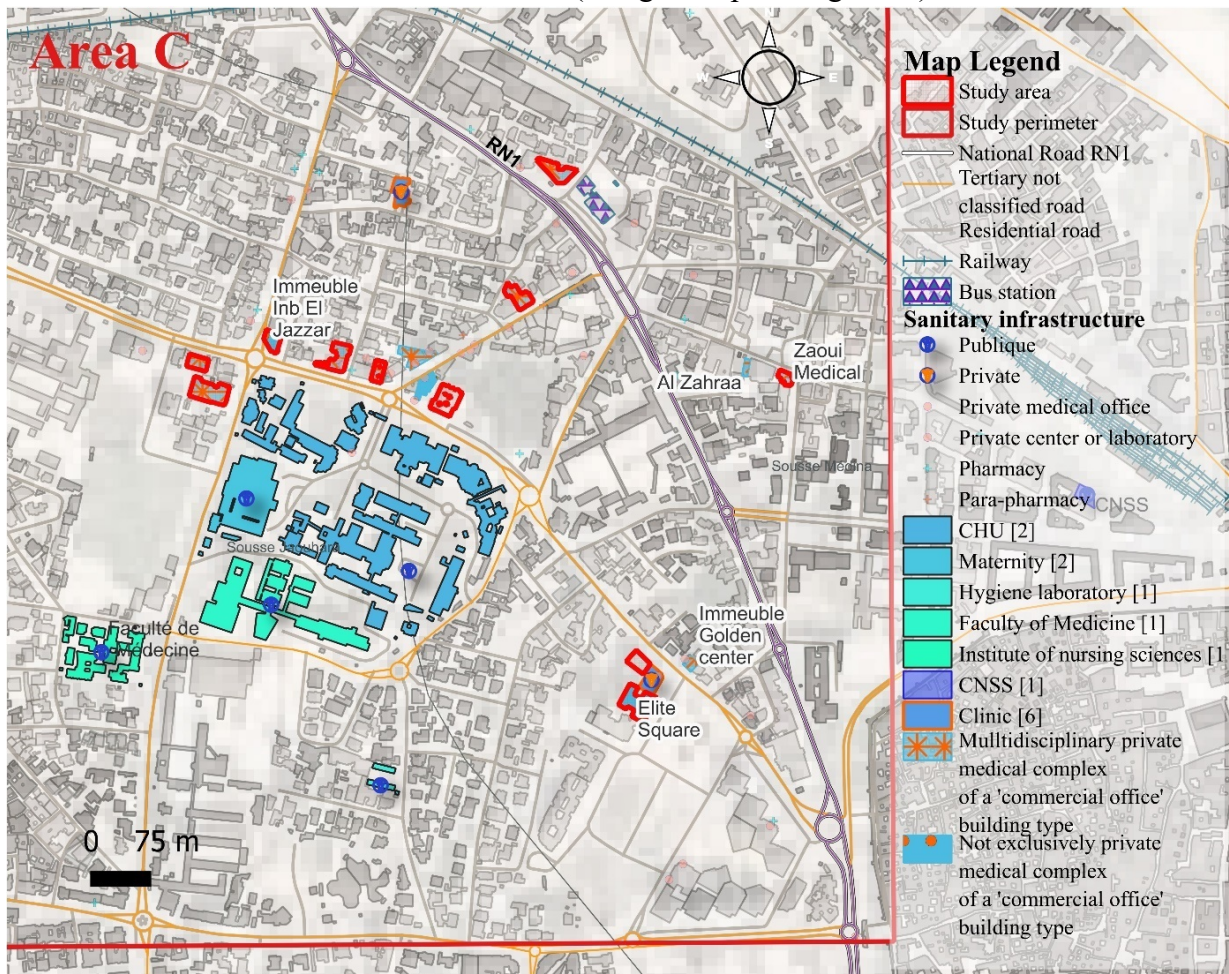 Area C
W
E
S
RN1
Immeuble
Inb El
Jazzar
Zaoui
Medical
Al Zahraa
Sousse Medina
CNSS
Sousse Jaouhara
Faculté de
Médecine
Immeuble
Golden
center
Elite
Square
0 75 m
Map Legend
Study area
Study perimeter
National Road RN1
Tertiary not
classified road
Residential road
Railway
Bus station
Sanitary infrastructure
Publique
Private
Private medical office
Private center or laboratory
Pharmacy
Para-pharmacy
CHU [2]
Maternity [2]
Hygiene laboratory [1]
Faculty of Medicine [1]
Institute of nursing sciences [1
CNSS [1]
Clinic [6]
Mulltidisciplinary private
medical complex
of a 'commercial office'
building type
Not exclusively private
medical complex
of a 'commercial office'
building type